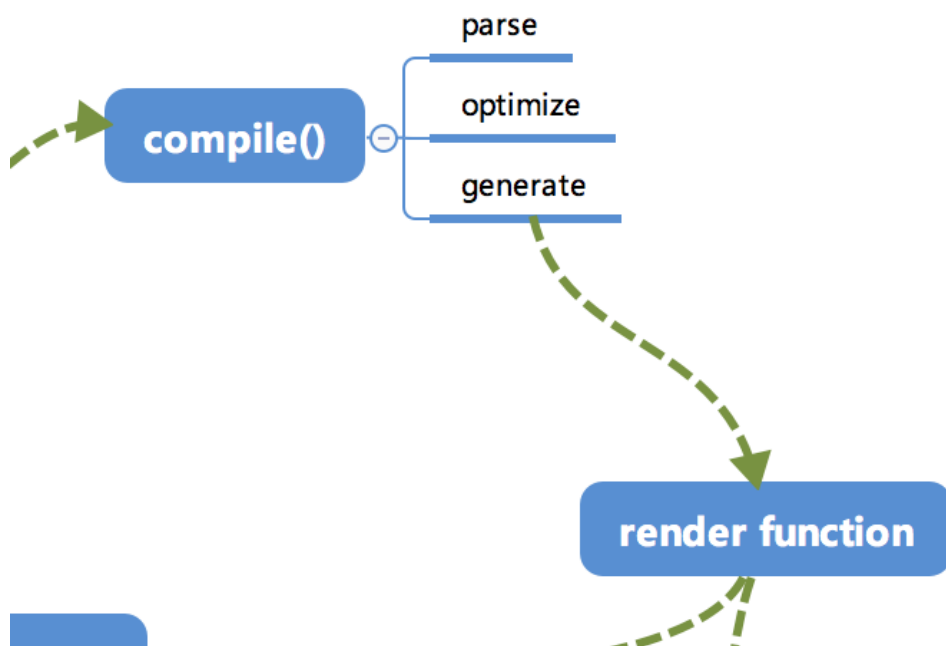 parse
optimize
compile()
generate
render function